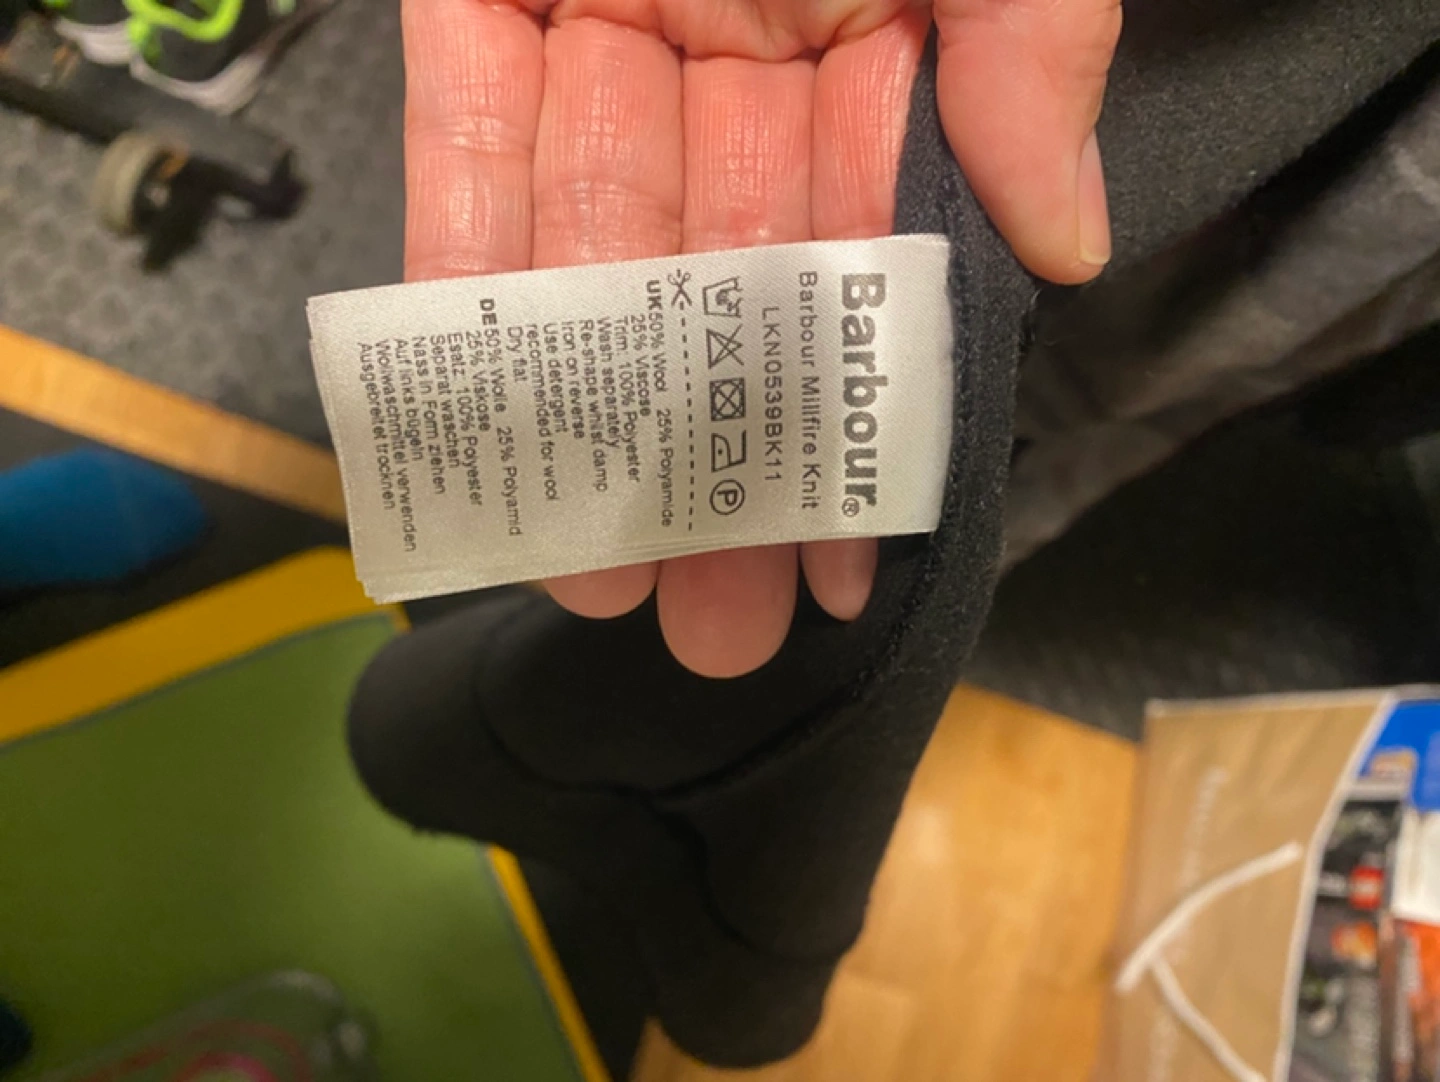 Barbour®
Barbour Millfire Knit
LKN0539BK11
P
UK 50% Wool 25% Polyamide
25% Viscose
Trim: 100% Polyester
Wash separately
Re-shape whilst damp
Iron on reverse
Use detergent
recommended for wool
Dry flat
DE 50% Wolle 25% Polyamid
25% Viskose
Esatz: 100% Polyester
Separat waschen
Nass in Form ziehen
Auf links bügeln
Wollwaschmittel verwenden
Ausgebreitet trocknen